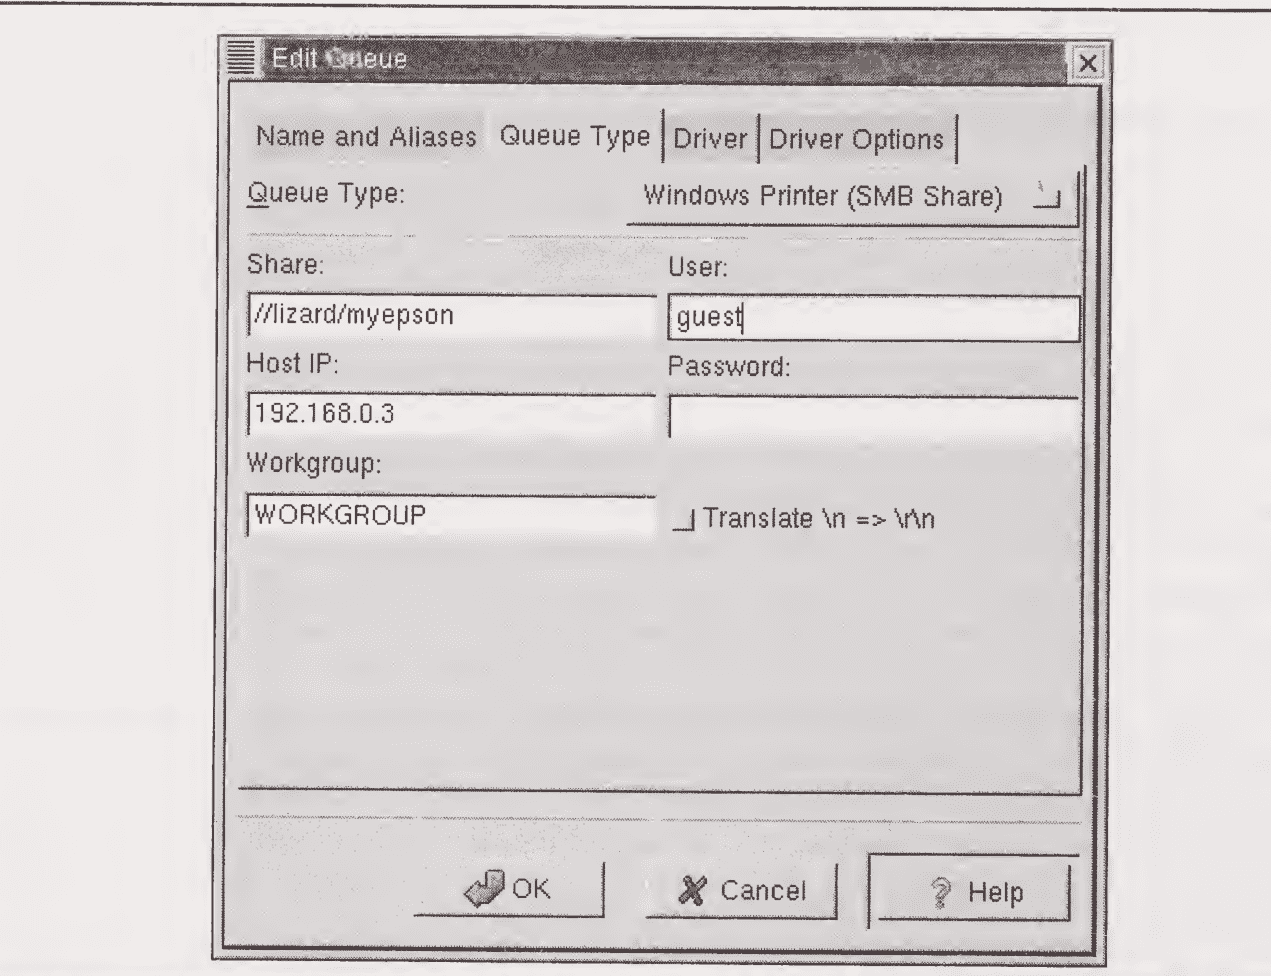 Edit Queue
Name and Aliases Queue Type Driver Driver Options
Queue Type: Windows Printer (SMB Share)
Share: User:
//lizard/myepson guest
Host IP: Password:
192.168.0.3
Workgroup:
WORKGROUP Translate \n => \r\n
OK Cancel ? Help